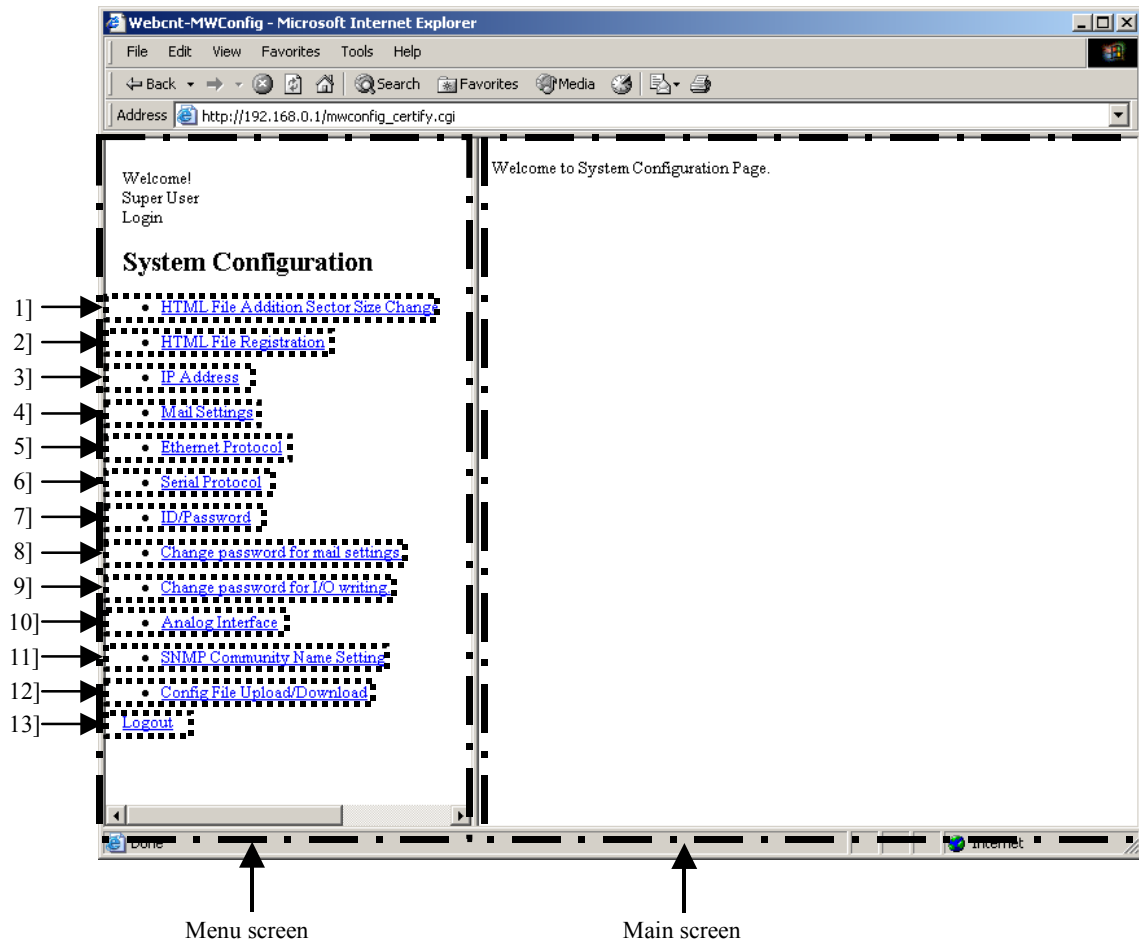 Webcnt-MWConfig - Microsoft Internet Explorer
File Edit View Favorites Tools Help
Back Search Favorites Media
Address http://192.168.0.1/mwconfig_certify.cgi
Welcome!
Super User
Login
Welcome to System Configuration Page.
System Configuration
1] • HTML File Addition Sector Size Change
2] • HTML File Registration
3] • IP Address
4] • Mail Settings
5] • Ethernet Protocol
6] • Serial Protocol
7] • ID/Password
8] • Change password for mail settings.
9] • Change password for I/O writing.
10] • Analog Interface
11] • SNMP Community Name Setting
12] • Config File Upload/Download
13] Logout
Done Internet
Menu screen Main screen